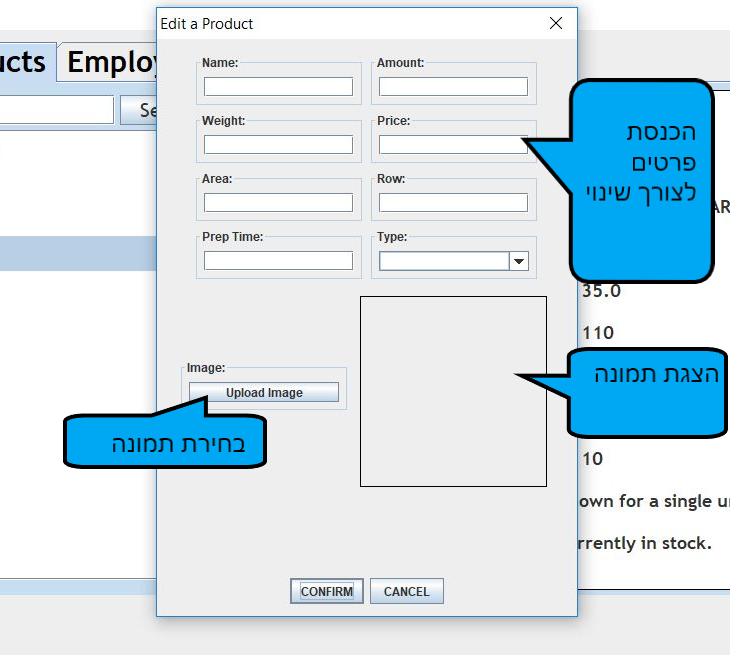 Edit a Product
ucts
Employ
Se
Name:
Amount:
Weight:
Price:
Area:
Row:
Prep Time:
Type:
הכנסת
פרטים
לצורך שינוי
AR
35.0
110
Image:
Upload Image
הצגת תמונה
בחירת תמונה
10
own for a single u
rrently in stock.
CONFIRM
CANCEL